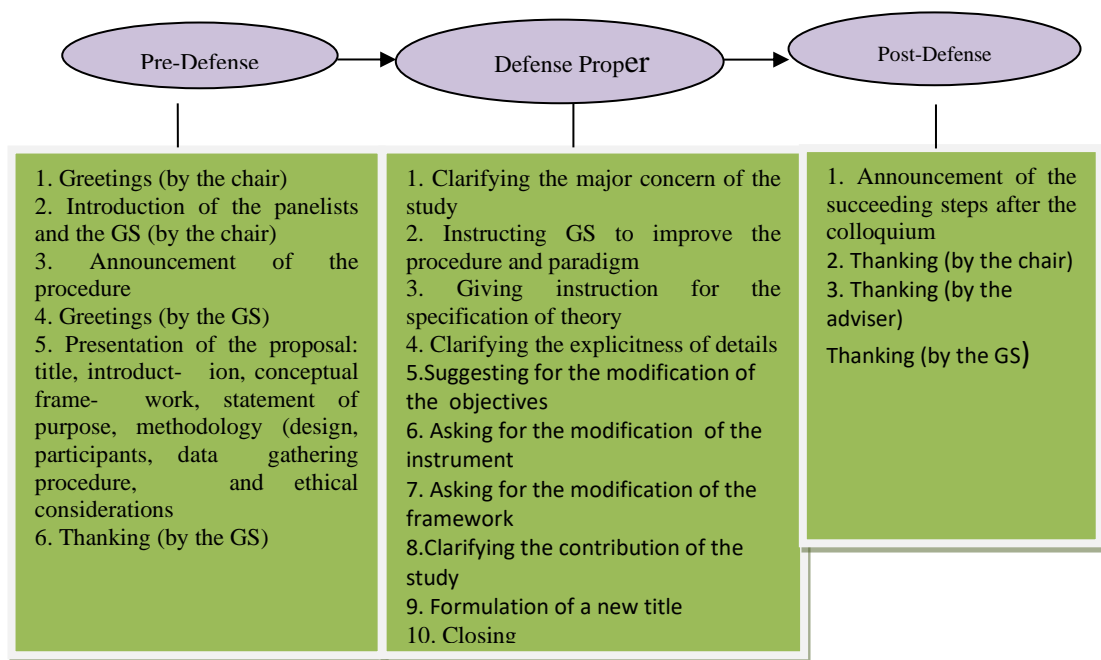 Pre-Defense
Defense Proper
Post-Defense
1. Greetings (by the chair)
2. Introduction of the panelists
and the GS (by the chair)
3. Announcement of the
procedure
4. Greetings (by the GS)
5. Presentation of the proposal:
title, introduct- ion, conceptual
frame- work, statement of
purpose, methodology (design,
participants, data gathering
procedure, and ethical
considerations
6. Thanking (by the GS)
1. Clarifying the major concern of the
study
2. Instructing GS to improve the
procedure and paradigm
3. Giving instruction for the
specification of theory
4. Clarifying the explicitness of details
5.Suggesting for the modification of
the objectives
6. Asking for the modification of the
instrument
7. Asking for the modification of the
framework
8.Clarifying the contribution of the
study
9. Formulation of a new title
10. Closing
1. Announcement of the
succeeding steps after the
colloquium
2. Thanking (by the chair)
3. Thanking (by the
adviser)
Thanking (by the GS)